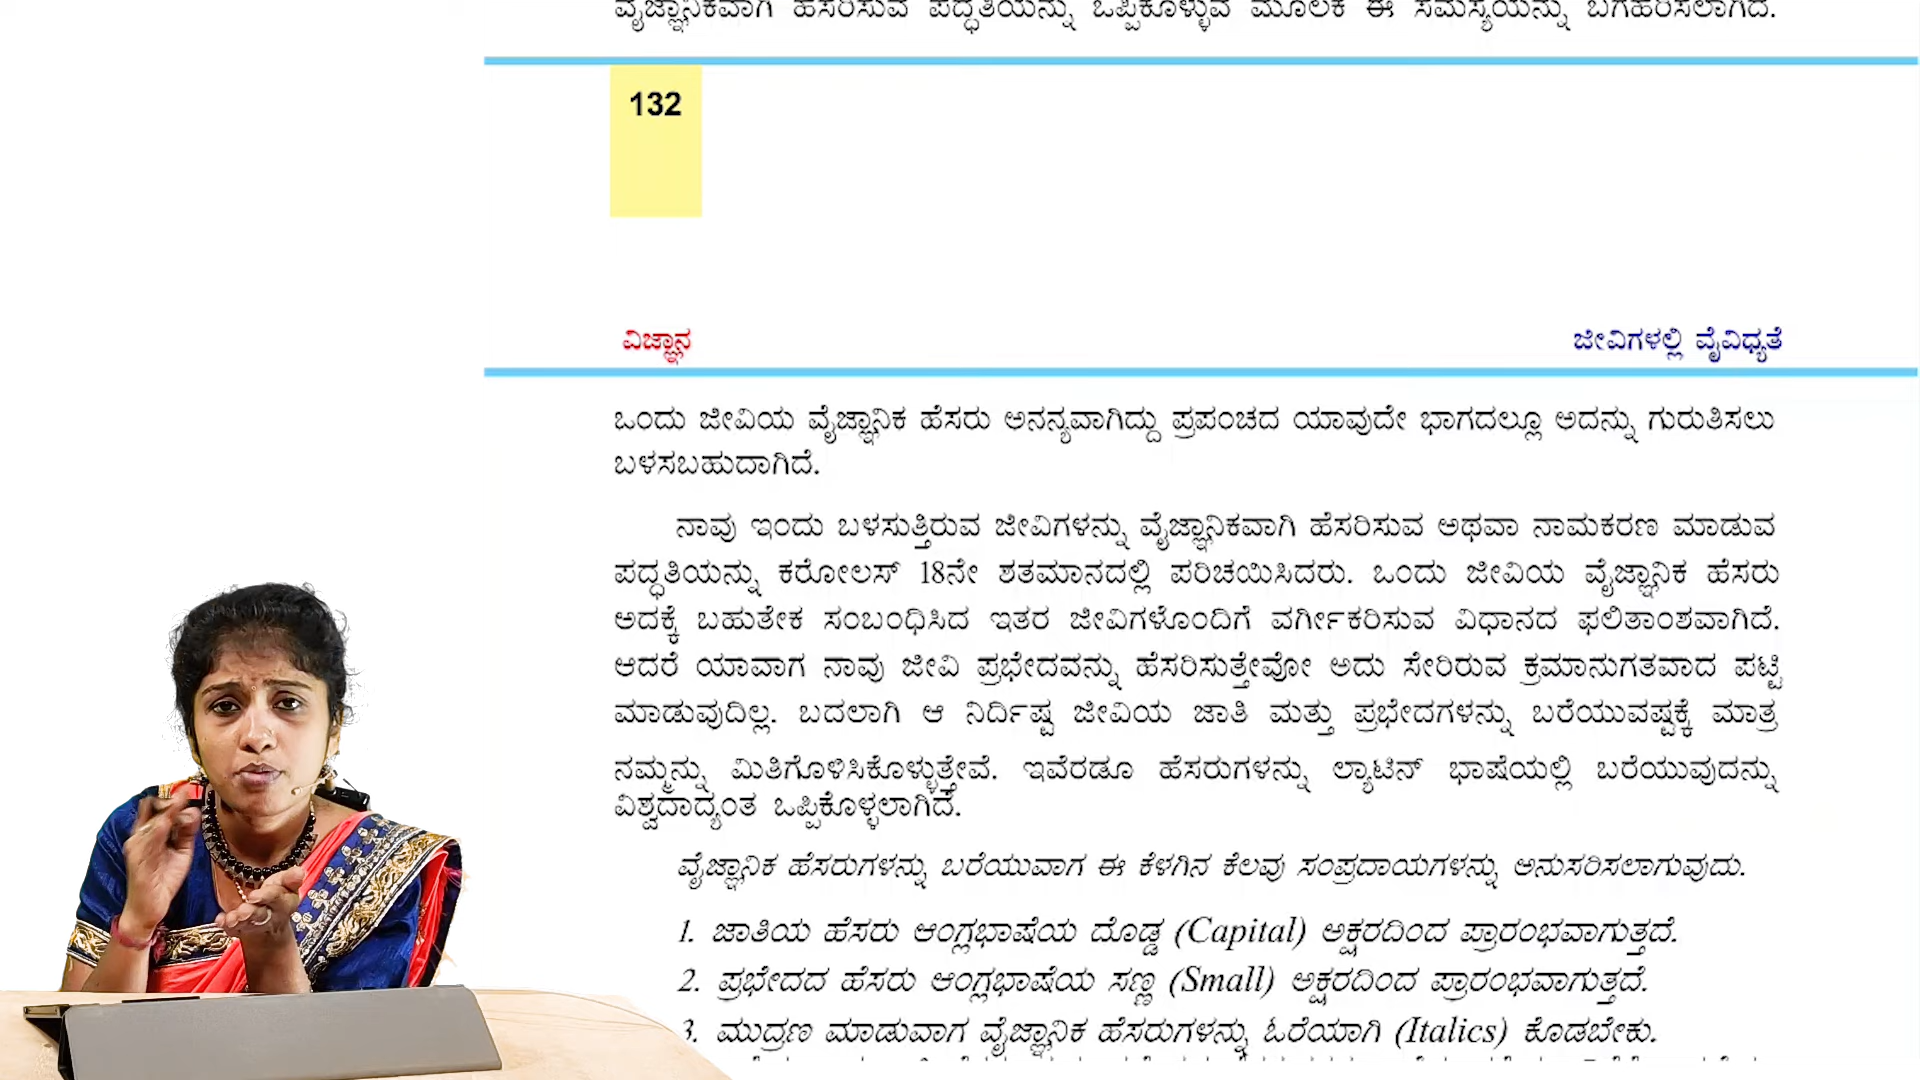 ವೈಜ್ಞಾನಿಕವಾಗಿ ಹೆಸರಿಸುವ ಪದ್ಧತಿಯನ್ನು ಒಪ್ಪಿಕೊಳ್ಳುವ ಮೂಲಕ ಈ ಸಮಸ್ಯೆಯನ್ನು ಬಗೆಹರಿಸಲಾಗಿದೆ.
132
ವಿಜ್ಞಾನ ಜೀವಿಗಳಲ್ಲಿ ವೈವಿಧ್ಯತೆ
ಒಂದು ಜೀವಿಯ ವೈಜ್ಞಾನಿಕ ಹೆಸರು ಅನನ್ಯವಾಗಿದ್ದು ಪ್ರಪಂಚದ ಯಾವುದೇ ಭಾಗದಲ್ಲೂ ಅದನ್ನು ಗುರುತಿಸಲು
ಬಳಸಬಹುದಾಗಿದೆ.
ನಾವು ಇಂದು ಬಳಸುತ್ತಿರುವ ಜೀವಿಗಳನ್ನು ವೈಜ್ಞಾನಿಕವಾಗಿ ಹೆಸರಿಸುವ ಅಥವಾ ನಾಮಕರಣ ಮಾಡುವ
ಪದ್ಧತಿಯನ್ನು ಕರೋಲಸ್ 18ನೇ ಶತಮಾನದಲ್ಲಿ ಪರಿಚಯಿಸಿದರು. ಒಂದು ಜೀವಿಯ ವೈಜ್ಞಾನಿಕ ಹೆಸರು
ಅದಕ್ಕೆ ಬಹುತೇಕ ಸಂಬಂಧಿಸಿದ ಇತರ ಜೀವಿಗಳೊಂದಿಗೆ ವರ್ಗೀಕರಿಸುವ ವಿಧಾನದ ಫಲಿತಾಂಶವಾಗಿದೆ.
ಆದರೆ ಯಾವಾಗ ನಾವು ಜೀವಿ ಪ್ರಭೇದವನ್ನು ಹೆಸರಿಸುತ್ತೇವೋ ಅದು ಸೇರಿರುವ ಕ್ರಮಾನುಗತವಾದ ಪಟ್ಟಿ
ಮಾಡುವುದಿಲ್ಲ. ಬದಲಾಗಿ ಆ ನಿರ್ದಿಷ್ಟ ಜೀವಿಯ ಜಾತಿ ಮತ್ತು ಪ್ರಭೇದಗಳನ್ನು ಬರೆಯುವಷ್ಟಕ್ಕೆ ಮಾತ್ರ
ನಮ್ಮನ್ನು ಮಿತಿಗೊಳಿಸಿಕೊಳ್ಳುತ್ತೇವೆ. ಇವೆರಡೂ ಹೆಸರುಗಳನ್ನು ಲ್ಯಾಟಿನ್ ಭಾಷೆಯಲ್ಲಿ ಬರೆಯುವುದನ್ನು
ವಿಶ್ವದಾದ್ಯಂತ ಒಪ್ಪಿಕೊಳ್ಳಲಾಗಿದೆ.
ವೈಜ್ಞಾನಿಕ ಹೆಸರುಗಳನ್ನು ಬರೆಯುವಾಗ ಈ ಕೆಳಗಿನ ಕೆಲವು ಸಂಪ್ರದಾಯಗಳನ್ನು ಅನುಸರಿಸಲಾಗುವುದು.
1. ಜಾತಿಯ ಹೆಸರು ಆಂಗ್ಲಭಾಷೆಯ ದೊಡ್ಡ (Capital) ಅಕ್ಷರದಿಂದ ಪ್ರಾರಂಭವಾಗುತ್ತದೆ.
2. ಪ್ರಭೇದದ ಹೆಸರು ಆಂಗ್ಲಭಾಷೆಯ ಸಣ್ಣ (Small) ಅಕ್ಷರದಿಂದ ಪ್ರಾರಂಭವಾಗುತ್ತದೆ.
3. ಮುದ್ರಣ ಮಾಡುವಾಗ ವೈಜ್ಞಾನಿಕ ಹೆಸರುಗಳನ್ನು ಓರೆಯಾಗಿ (Italics) ಕೊಡಬೇಕು.